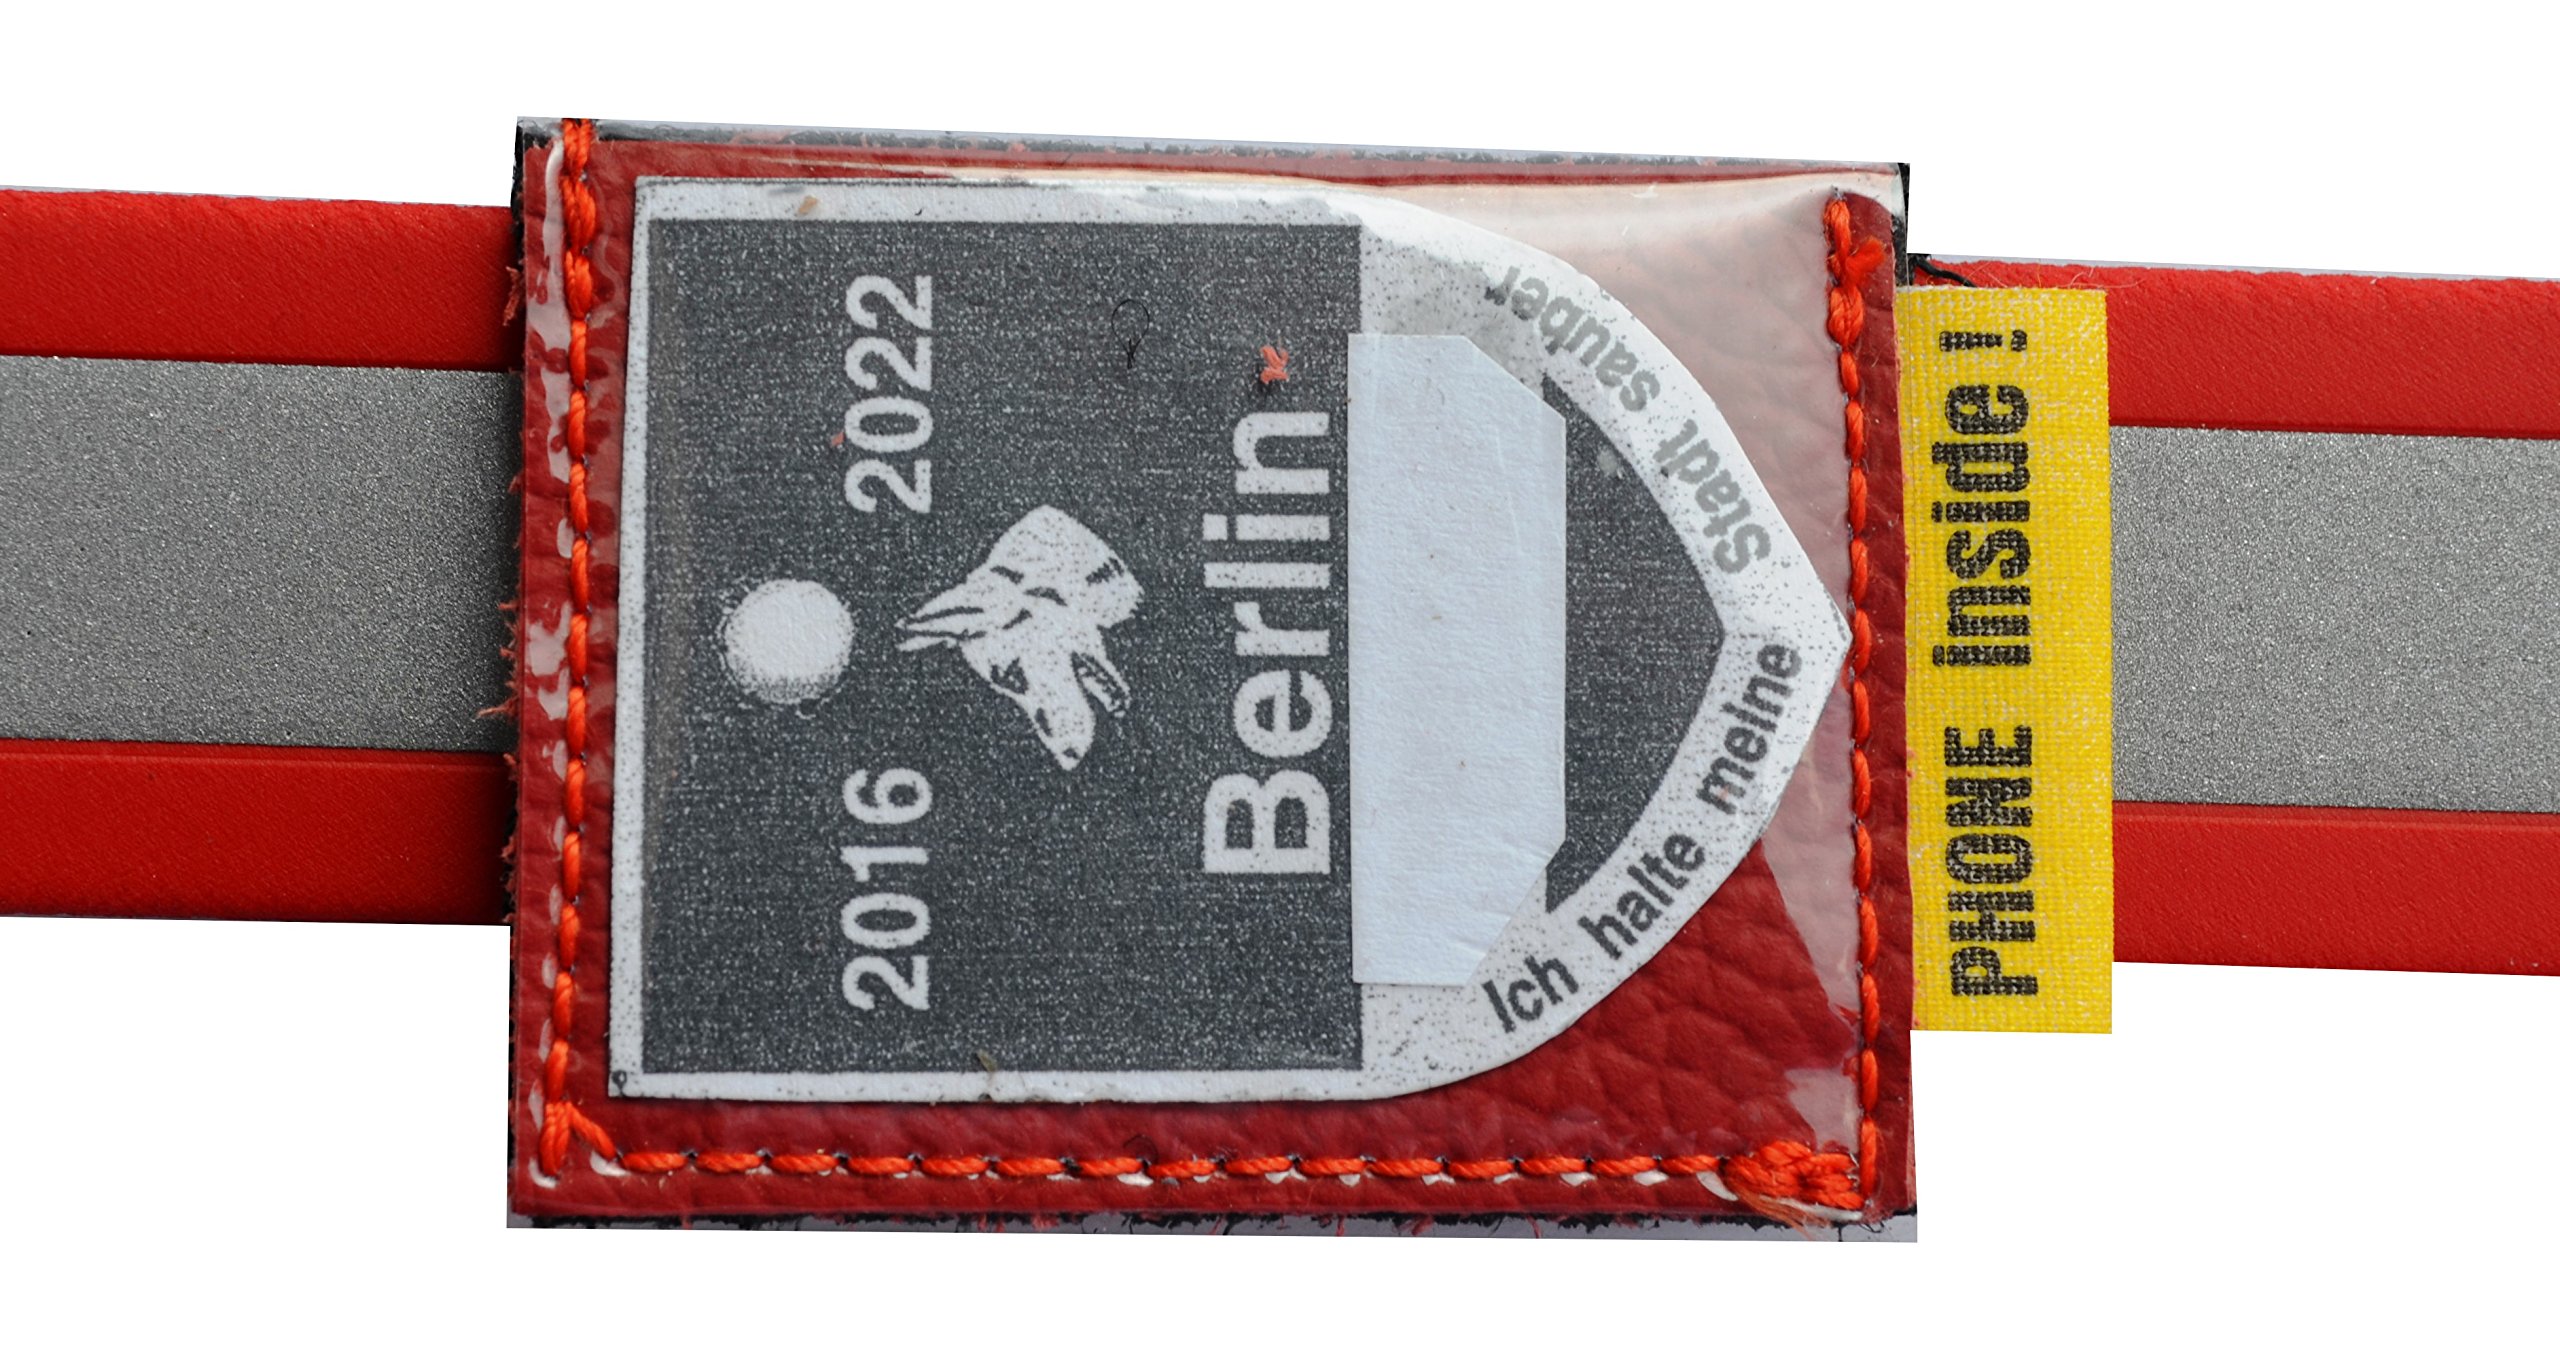 2016 2022
Berlin
Ich halte meine Stadt sauber
PHONE inside !